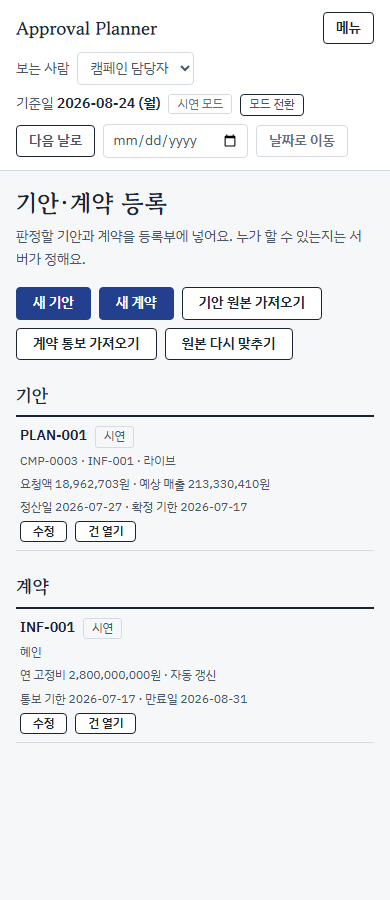 Approval Planner
메뉴
보는 사람 캠페인 담당자
기준일 2026-08-24 (월) 시연 모드 모드 전환
다음 날로 mm/dd/yyyy 날짜로 이동
기안·계약 등록
판정할 기안과 계약을 등록부에 넣어요. 누가 할 수 있는지는 서
버가 정해요.
새 기안 새 계약 기안 원본 가져오기
계약 통보 가져오기 원본 다시 맞추기
기안
PLAN-001 시연
CMP-0003 · INF-001 · 라이브
요청액 18,962,703원 · 예상 매출 213,330,410원
정산일 2026-07-27 · 확정 기한 2026-07-17
수정 건 열기
계약
INF-001 시연
혜인
연 고정비 2,800,000,000원 · 자동 갱신
통보 기한 2026-07-17 · 만료일 2026-08-31
수정 건 열기